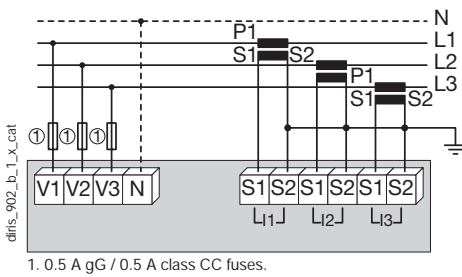 N
P1 L1
S1 S2 L2
P1
L3
S1 S2
① ① ①
V1 V2 V3 N S1 S2 S1 S2 S1 S2
I1 I2 I3
diris_902_b_1_x_cat
1. 0.5 A gG / 0.5 A class CC fuses.